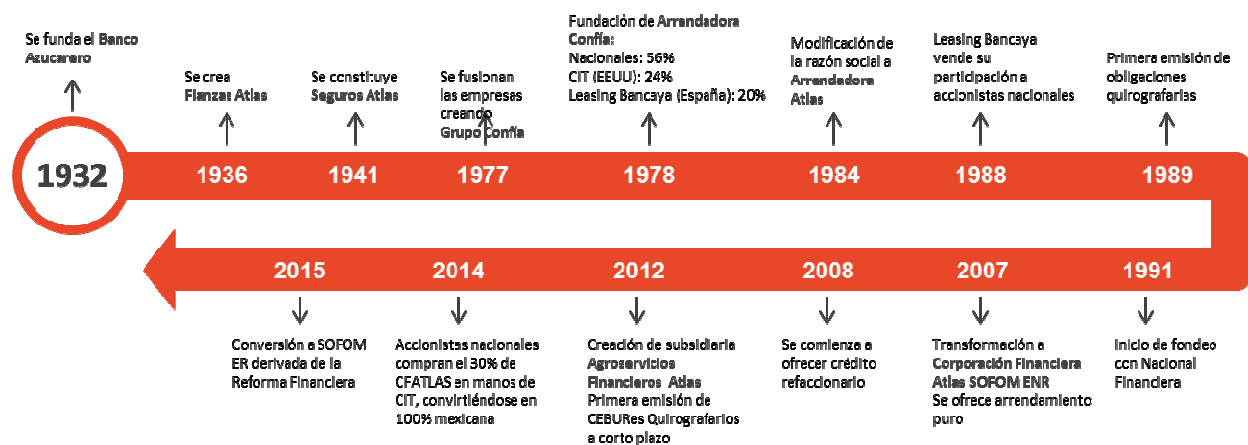 Se funda el Banco
Azucarero
1932
Se crea
Fianzas Atlas
1936
Se constituye
Seguros Atlas
1941
Se fusionan
las empresas
creando
Grupo Confía
1977
Fundación de Arrendadora
Confía:
Nacionales: 56%
CIT (EEUU): 24%
Leasing Bancaya (España): 20%
1978
Modificación de
la razón social a
Arrendadora
Atlas
1984
Leasing Bancaya
vende su
participación a
accionistas nacionales
1988
Primera emisión de
obligaciones
quirografarias
1989
2015
Conversión a SOFOM
ER derivada de la
Reforma Financiera
2014
Accionistas nacionales
compran el 30% de
CFATLAS en manos de
CIT, convirtiéndose en
100% mexicana
2012
Creación de subsidiaria
Agroservicios
Financieros Atlas
Primera emisión de
CEBURes Quirografarios
a corto plazo
2008
Se comienza a
ofrecer crédito
refaccionario
2007
Transformación a
Corporación Financiera
Atlas SOFOM ENR
Se ofrece arrendamiento
puro
1991
Inicio de fondeo
con Nacional
Financiera